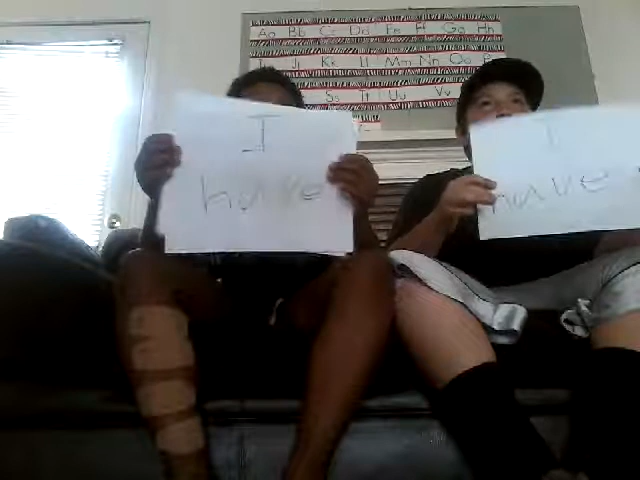 Aa Bb Cc Dd Ee Ff Gg Hh
Ii Jj Kk Ll Mm Nn Oo P
Ss Tt Uu Vv
I
have
I
have